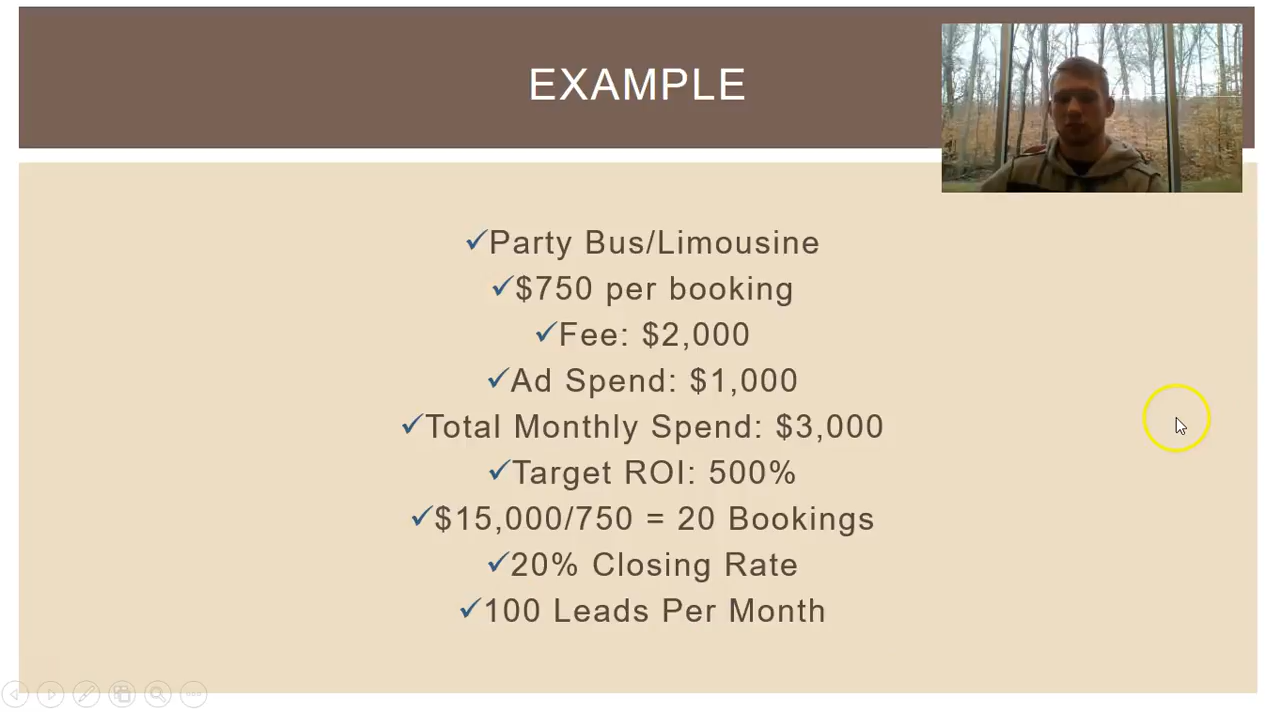 EXAMPLE
✓Party Bus/Limousine
✓$750 per booking
✓Fee: $2,000
✓Ad Spend: $1,000
✓Total Monthly Spend: $3,000
✓Target ROI: 500%
✓$15,000/750 = 20 Bookings
✓20% Closing Rate
✓100 Leads Per Month